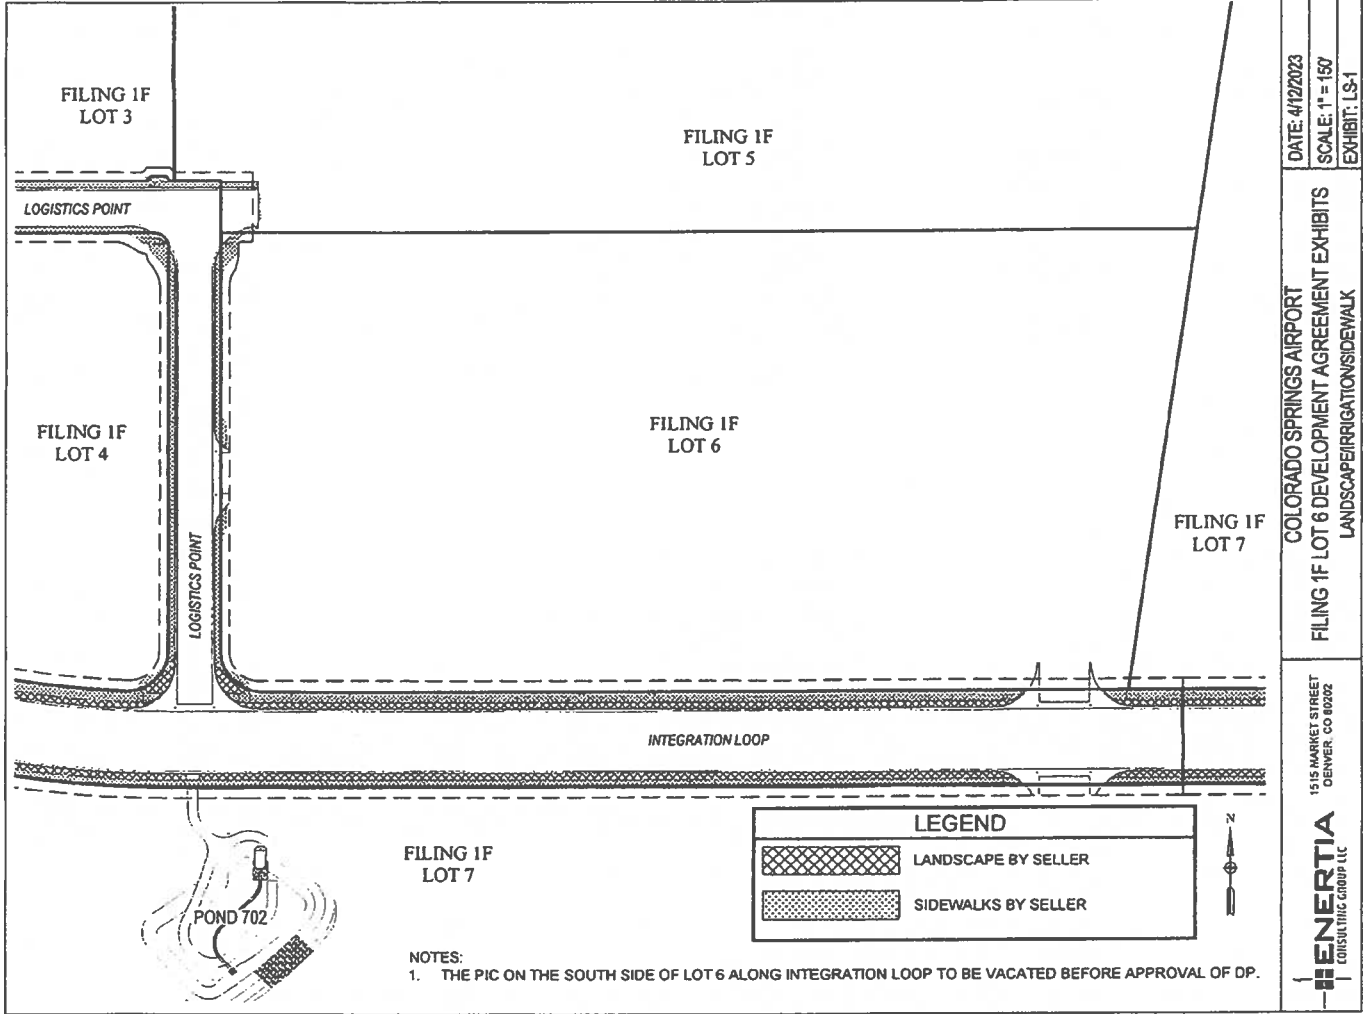 FILING 1F
LOT 3
FILING 1F
LOT 5
LOGISTICS POINT
FILING 1F
LOT 4
FILING 1F
LOT 6
LOGISTICS POINT
FILING 1F
LOT 7
INTEGRATION LOOP
FILING 1F
LOT 7
POND 702
LEGEND
LANDSCAPE BY SELLER
SIDEWALKS BY SELLER
N
NOTES:
1. THE PIC ON THE SOUTH SIDE OF LOT 6 ALONG INTEGRATION LOOP TO BE VACATED BEFORE APPROVAL OF DP.
DATE: 4/12/2023
SCALE: 1" = 150'
EXHIBIT: LS-1
COLORADO SPRINGS AIRPORT
FILING 1F LOT 6 DEVELOPMENT AGREEMENT EXHIBITS
LANDSCAPE/IRRIGATION/SIDEWALK
1515 MARKET STREET
DENVER, CO 80202
ENERTIA
CONSULTING GROUP LLC